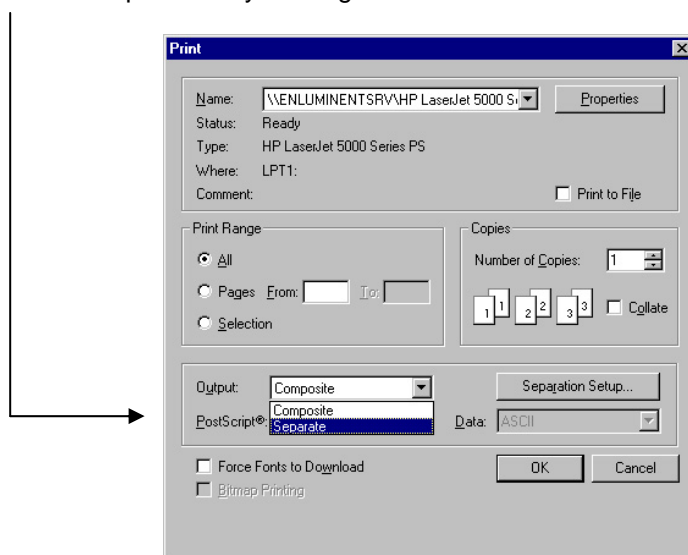 Print
Name: \\ENLUMINENTSRV\HP LaserJet 5000 S
Properties
Status: Ready
Type: HP LaserJet 5000 Series PS
Where: LPT1:
Comment:
Print to File
Print Range
All
Pages From: To:
Selection
Copies
Number of Copies: 1
1 1 2 2 3 3 Collate
Output: Composite
Separation Setup...
Composite
PostScript®: Separate
Data: ASCII
Force Fonts to Download
OK Cancel
Bitmap Printing